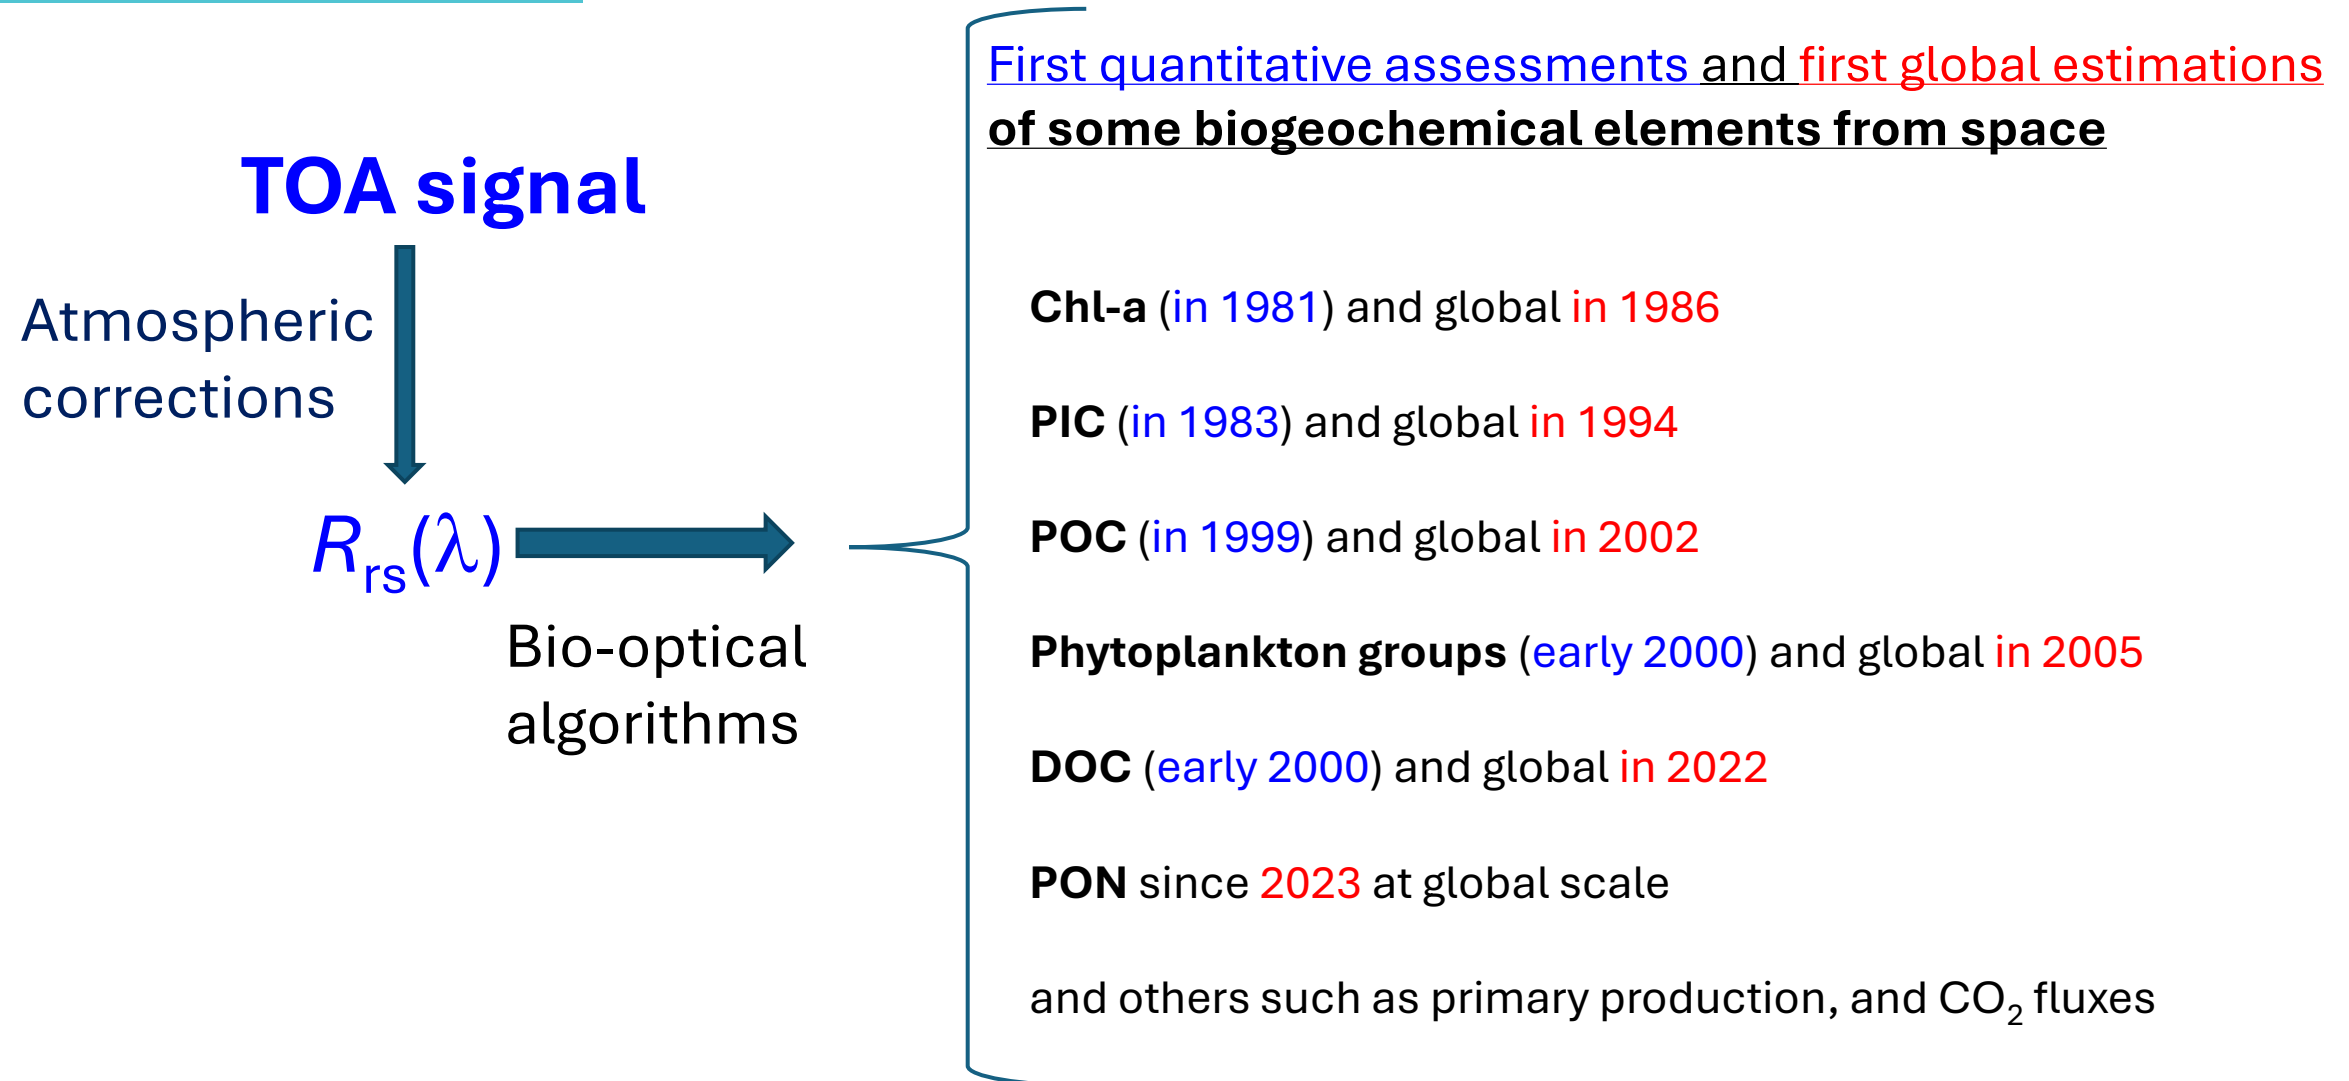 TOA signal
Atmospheric
corrections
Rrs(λ)
Bio-optical
algorithms
First quantitative assessments and first global estimations
of some biogeochemical elements from space
Chl-a (in 1981) and global in 1986
PIC (in 1983) and global in 1994
POC (in 1999) and global in 2002
Phytoplankton groups (early 2000) and global in 2005
DOC (early 2000) and global in 2022
PON since 2023 at global scale
and others such as primary production, and CO₂ fluxes